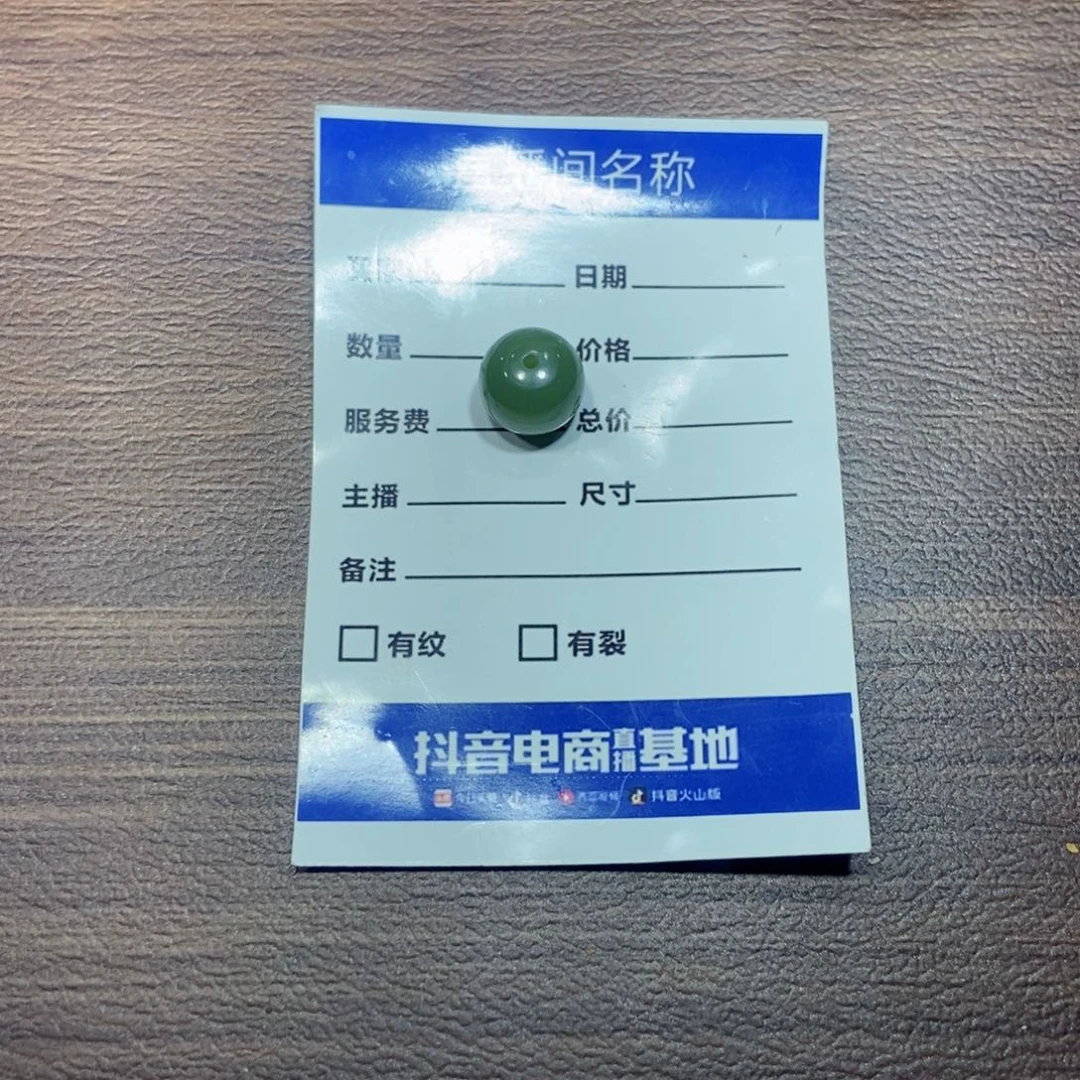 播间名称
日期
数量 价格
服务费 总价
主播 尺寸
备注
有纹 有裂
抖音电商直播基地
抖音火山版